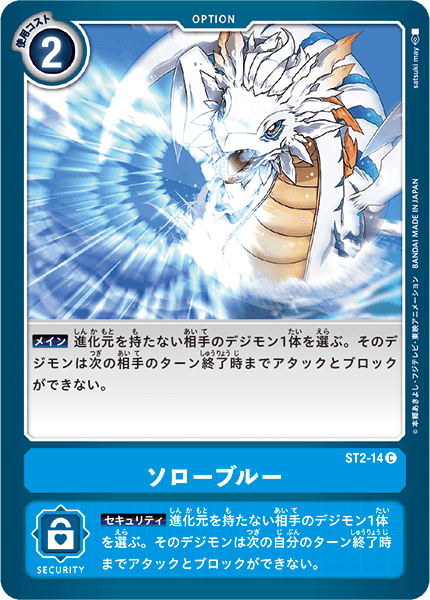 OPTION
使用コスト
2
satsuki may
メイン 進化元を持たない相手のデジモン1体を選ぶ。そのデ
ジモンは次の相手のターン終了時までアタックとブロック
ができない。
© 本郷あきよし・フジテレビ・東映アニメーション BANDAI MADE IN JAPAN
ST2-14 C
ソローブルー
セキュリティ 進化元を持たない相手のデジモン1体
を選ぶ。そのデジモンは次の自分のターン終了時
までアタックとブロックができない。
SECURITY